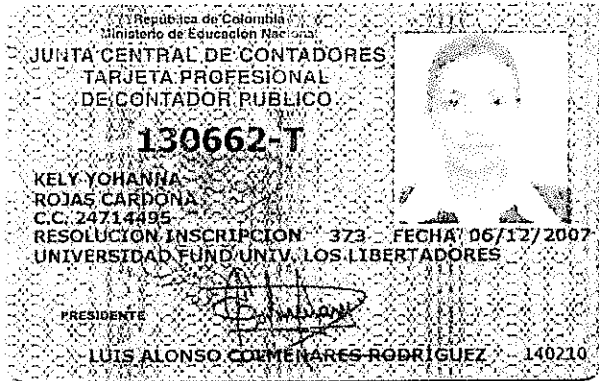 República de Colombia
Ministerio de Educación Nacional
JUNTA CENTRAL DE CONTADORES
TARJETA PROFESIONAL
DE CONTADOR PUBLICO
130662-T
KELY YOHANNA
ROJAS CARDONA
C.C. 24714495
RESOLUCION INSCRIPCION 373 FECHA 06/12/2007
UNIVERSIDAD FUND UNIV. LOS LIBERTADORES
PRESIDENTE
LUIS ALONSO COLMENARES RODRÍGUEZ 140210